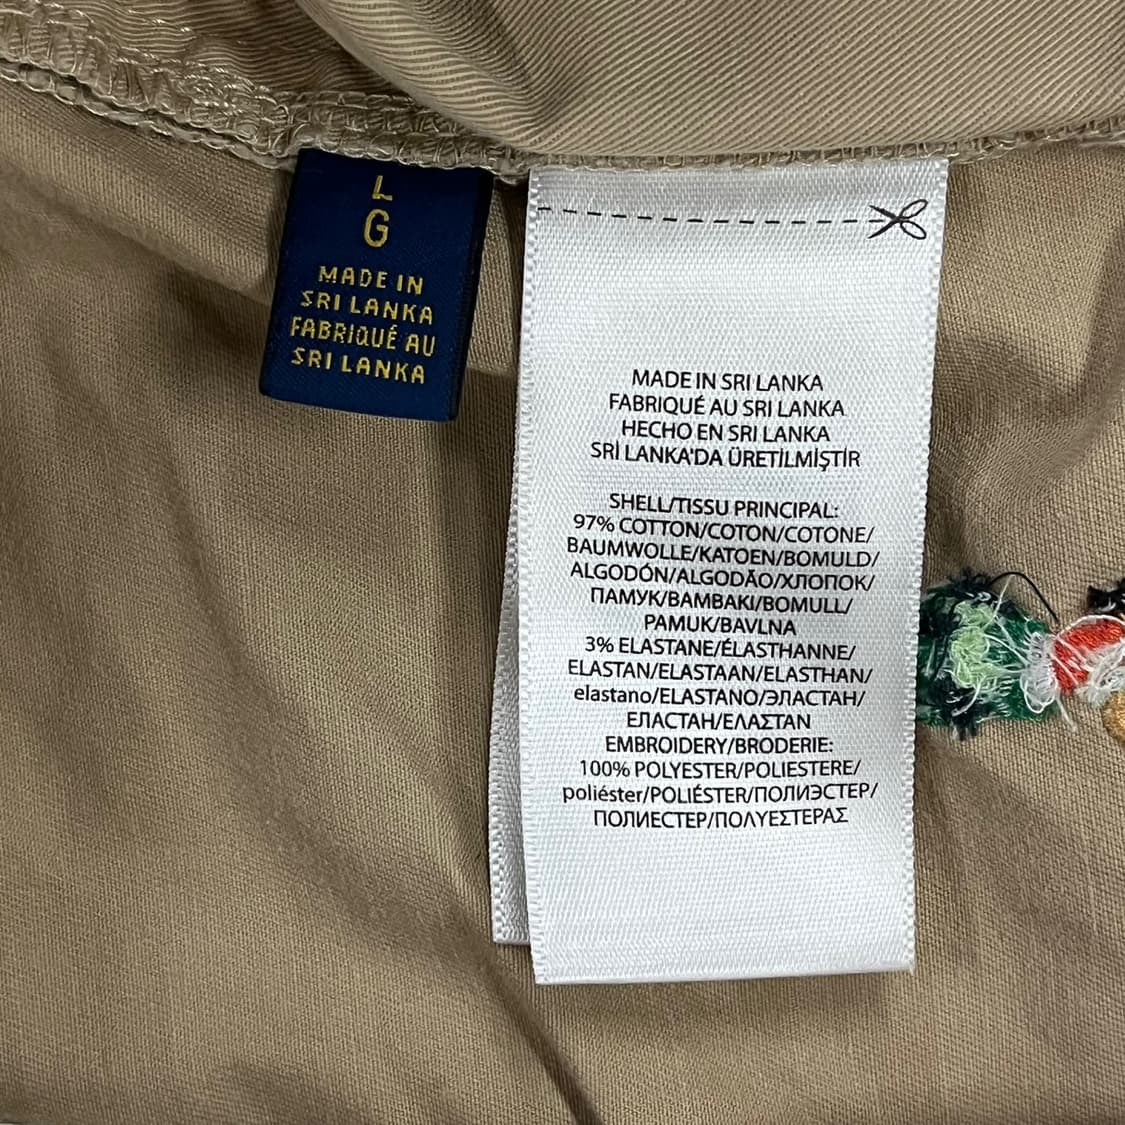 L
G
MADE IN
SRI LANKA
FABRIQUÉ AU
SRI LANKA
MADE IN SRI LANKA
FABRIQUÉ AU SRI LANKA
HECHO EN SRI LANKA
SRİ LANKA'DA ÜRETİLMİŞTİR
SHELL/TISSU PRINCIPAL:
97% COTTON/COTON/COTONE/
BAUMWOLLE/KATOEN/BOMULD/
ALGODÓN/ALGODÃO/ХЛОПОК/
ПАМУК/ΒΑΜΒΑΚΙ/BOMULL/
PAMUK/BAVLNA
3% ELASTANE/ÉLASTHANNE/
ELASTAN/ELASTAAN/ELASTHAN/
elastano/ELASTANO/ЭЛАСТАН/
ЕЛАСТАН/ΕΛΑΣΤΑΝ
EMBROIDERY/BRODERIE:
100% POLYESTER/POLIESTERE/
poliéster/POLIÉSTER/ПОЛИЭСТЕР/
ПОЛИЕСТЕР/ΠΟΛΥΕΣΤΕΡΑΣ